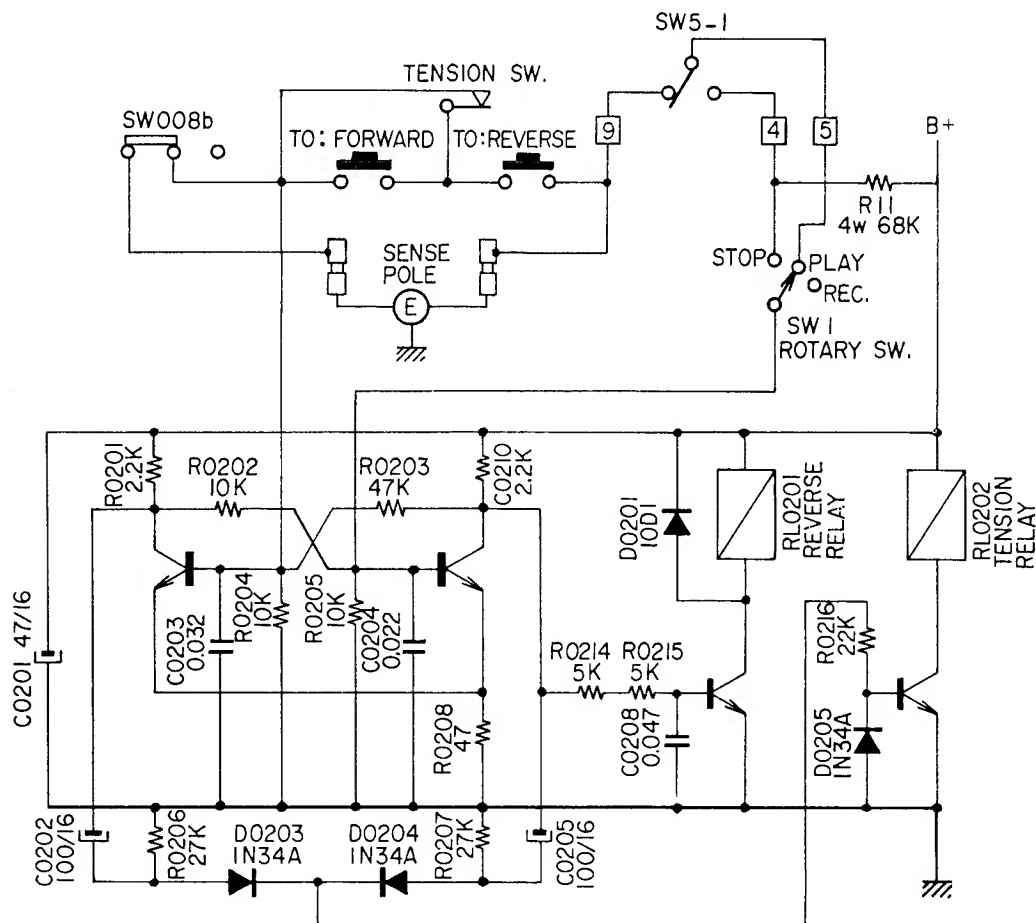 SW5-1
TENSION SW.
SW008b
TO: FORWARD
TO:REVERSE
9
4
5
B+
R11
4W 68K
SENSE
POLE
E
STOP
PLAY
REC.
SW 1
ROTARY SW.
R0201
2.2K
R0202
10K
R0203
47K
C0210
2.2K
D0201
10D1
RL0201
REVERSE
RELAY
RL0202
TENSION
RELAY
C0201 47/16
C0203
0.032
R0204
10K
R0205
10K
C0204
0.022
R0208
47
R0214
5K
R0215
5K
C0208
0.047
R0216
22K
D0205
1N34A
C0202
100/16
R0206
27K
D0203
1N34A
D0204
1N34A
R0207
27K
C0205
100/16